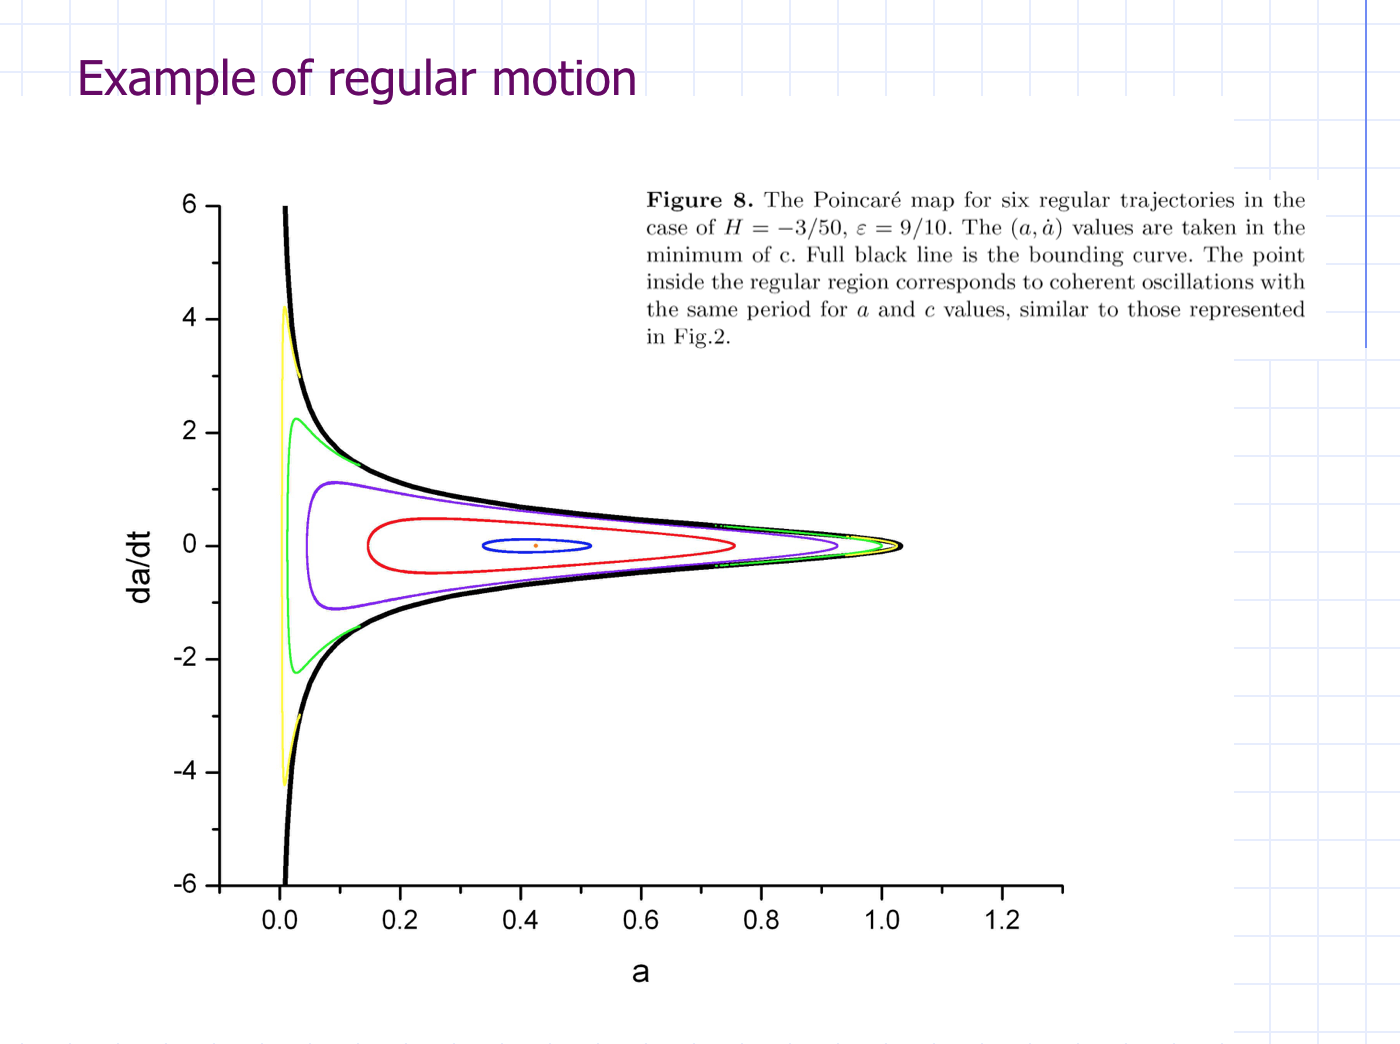 Example of regular motion
Figure 8. The Poincaré map for six regular trajectories in the
case of H = −3/50, ε = 9/10. The (a, ȧ) values are taken in the
minimum of c. Full black line is the bounding curve. The point
inside the regular region corresponds to coherent oscillations with
the same period for a and c values, similar to those represented
in Fig.2.
6
4
2
0
-2
-4
-6
da/dt
0.0 0.2 0.4 0.6 0.8 1.0 1.2
a